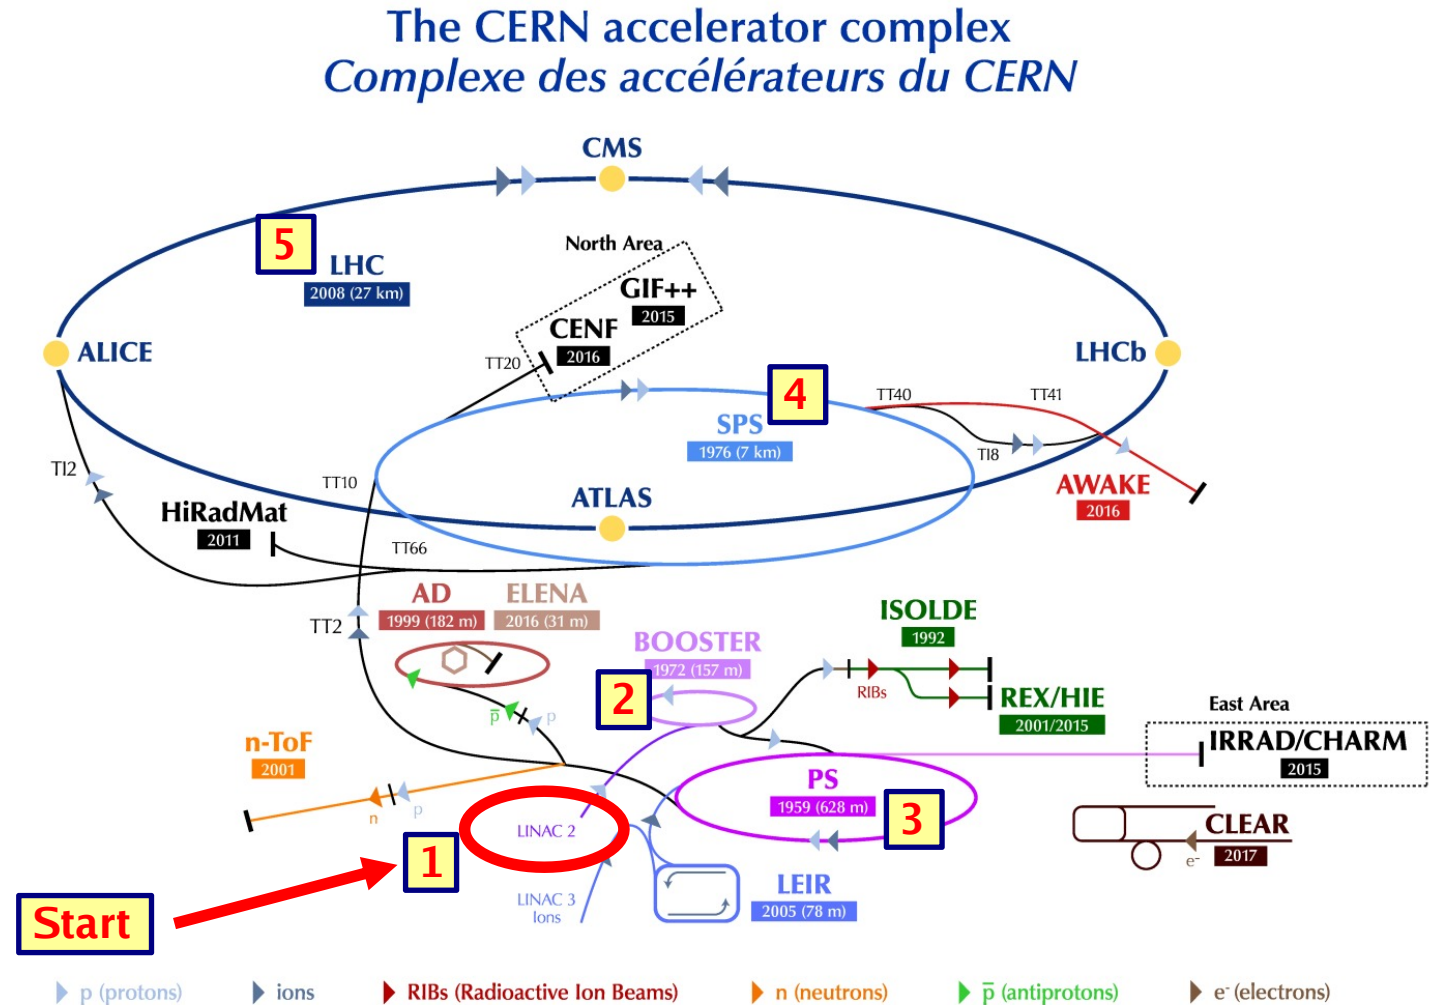 The CERN accelerator complex
Complexe des accélérateurs du CERN
CMS
5
LHC
2008 (27 km)
North Area
GIF++
2015
CENF
2016
TT20
ALICE
LHCb
4
SPS
1976 (7 km)
TT40
TT41
TI8
AWAKE
2016
TI2
TT10
ATLAS
HiRadMat
2011
TT66
AD
1999 (182 m)
ELENA
2016 (31 m)
TT2
BOOSTER
1972 (157 m)
2
ISOLDE
1992
RIBs
REX/HIE
2001/2015
East Area
IRRAD/CHARM
2015
p̅
p
n-ToF
2001
n
p
PS
1959 (628 m)
3
LINAC 2
1
CLEAR
2017
e-
Start
LINAC 3
Ions
LEIR
2005 (78 m)
p (protons)
ions
RIBs (Radioactive Ion Beams)
n (neutrons)
p̅ (antiprotons)
e- (electrons)